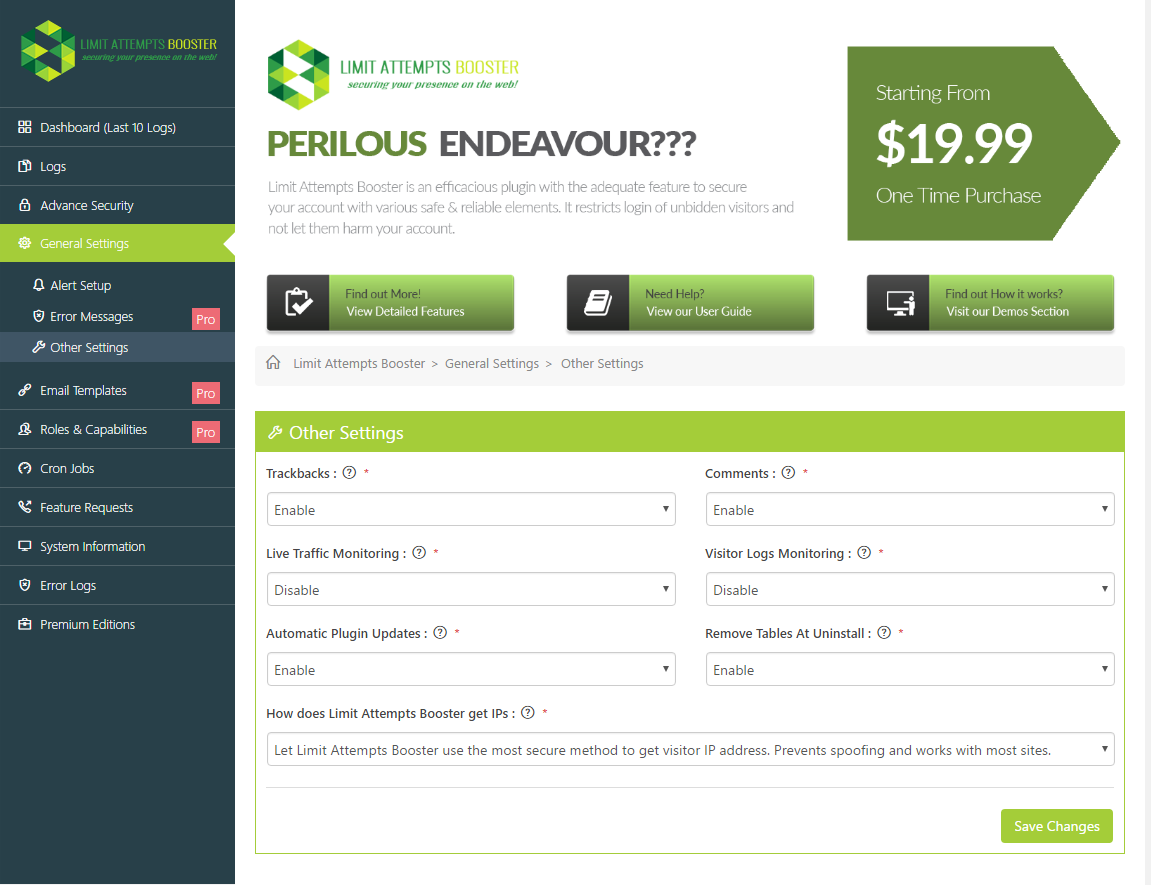 LIMIT ATTEMPTS BOOSTER
securing your presence on the web!
Dashboard (Last 10 Logs)
Logs
Advance Security
General Settings
Alert Setup
Error Messages
Pro
Other Settings
Email Templates
Pro
Roles & Capabilities
Pro
Cron Jobs
Feature Requests
System Information
Error Logs
Premium Editions
LIMIT ATTEMPTS BOOSTER
securing your presence on the web!
PERILOUS ENDEAVOUR???
Limit Attempts Booster is an efficacious plugin with the adequate feature to secure
your account with various safe & reliable elements. It restricts login of unbidden visitors and
not let them harm your account.
Starting From
$19.99
One Time Purchase
Find out More!
View Detailed Features
Need Help?
View our User Guide
Find out How it works?
Visit our Demos Section
Limit Attempts Booster > General Settings > Other Settings
Other Settings
Trackbacks : ? *
Enable
Comments : ? *
Enable
Live Traffic Monitoring : ? *
Disable
Visitor Logs Monitoring : ? *
Disable
Automatic Plugin Updates : ? *
Enable
Remove Tables At Uninstall : ? *
Enable
How does Limit Attempts Booster get IPs : ? *
Let Limit Attempts Booster use the most secure method to get visitor IP address. Prevents spoofing and works with most sites.
Save Changes